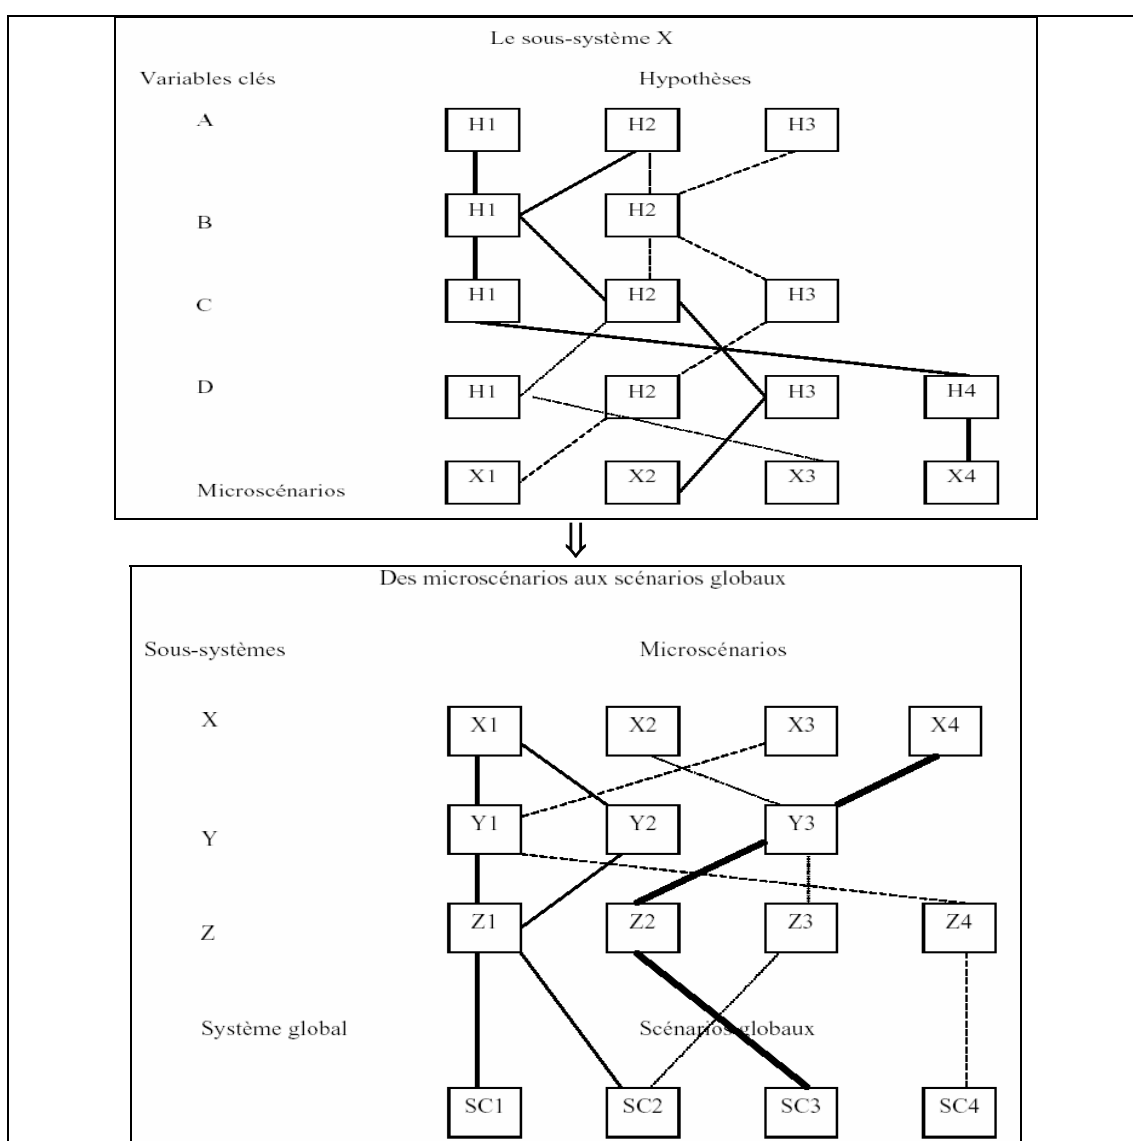 Le sous-système X
Variables clés Hypothèses
A H1 H2 H3
B H1 H2
C H1 H2 H3
D H1 H2 H3 H4
Microscénarios X1 X2 X3 X4
⇓
Des microscénarios aux scénarios globaux
Sous-systèmes Microscénarios
X X1 X2 X3 X4
Y Y1 Y2 Y3
Z Z1 Z2 Z3 Z4
Système global Scénarios globaux
SC1 SC2 SC3 SC4